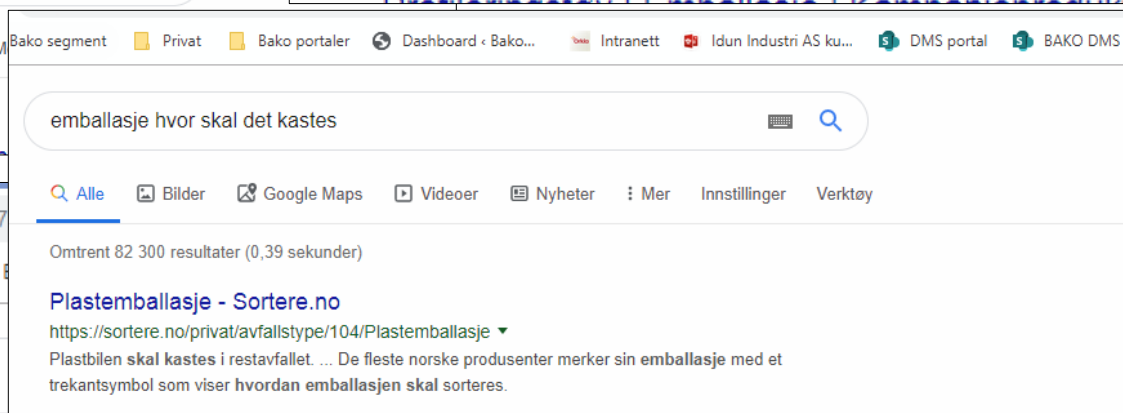 Bako segment Privat Bako portaler Dashboard ‹ Bako... Intranett Idun Industri AS ku... DMS portal BAKO DMS
emballasje hvor skal det kastes
Alle Bilder Google Maps Videoer Nyheter Mer Innstillinger Verktøy
Omtrent 82 300 resultater (0,39 sekunder)
Plastemballasje - Sortere.no
https://sortere.no/privat/avfallstype/104/Plastemballasje
Plastbilen skal kastes i restavfallet. ... De fleste norske produsenter merker sin emballasje med et
trekantsymbol som viser hvordan emballasjen skal sorteres.